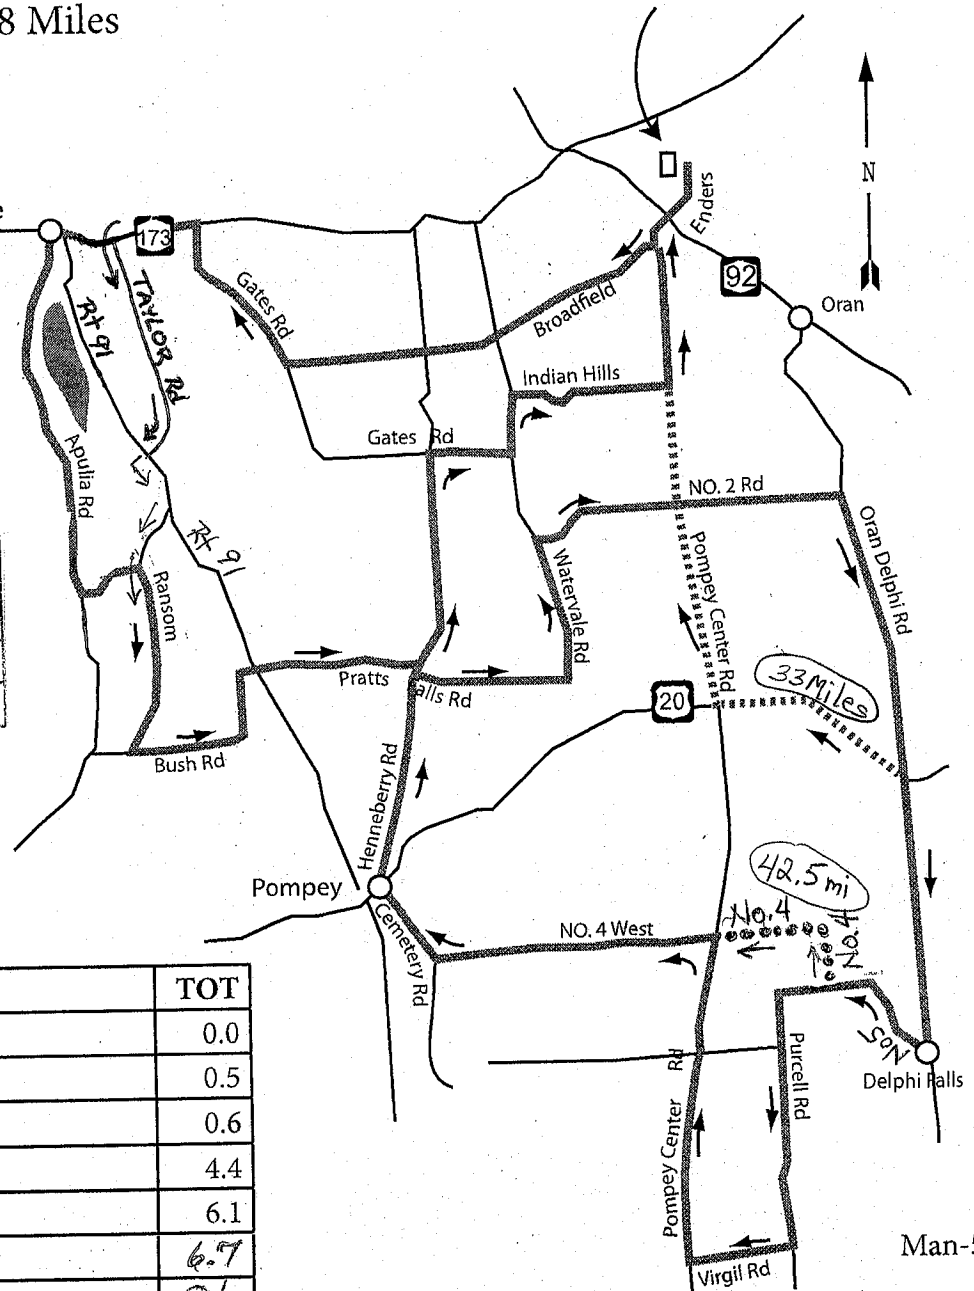 8 Miles
N
Enders
173
92
Oran
Gates Rd
Broadfield
TAYLOR Rd
Rt 91
Indian Hills
Gates Rd
Apulia Rd
NO. 2 Rd
Rt 91
Oran Delphi Rd
Pompey Center Rd
Watervale Rd
Ransom
33 Miles
Pratts
alls Rd
20
Bush Rd
Henneberry Rd
42.5 mi
Pompey
No. 4
No. 4
NO. 4 West
Cemetery Rd
No5
Delphi Falls
Purcell Rd
Pompey Center Rd
Virgil Rd
TOT
0.0
0.5
0.6
4.4
6.1
6.7
Man-